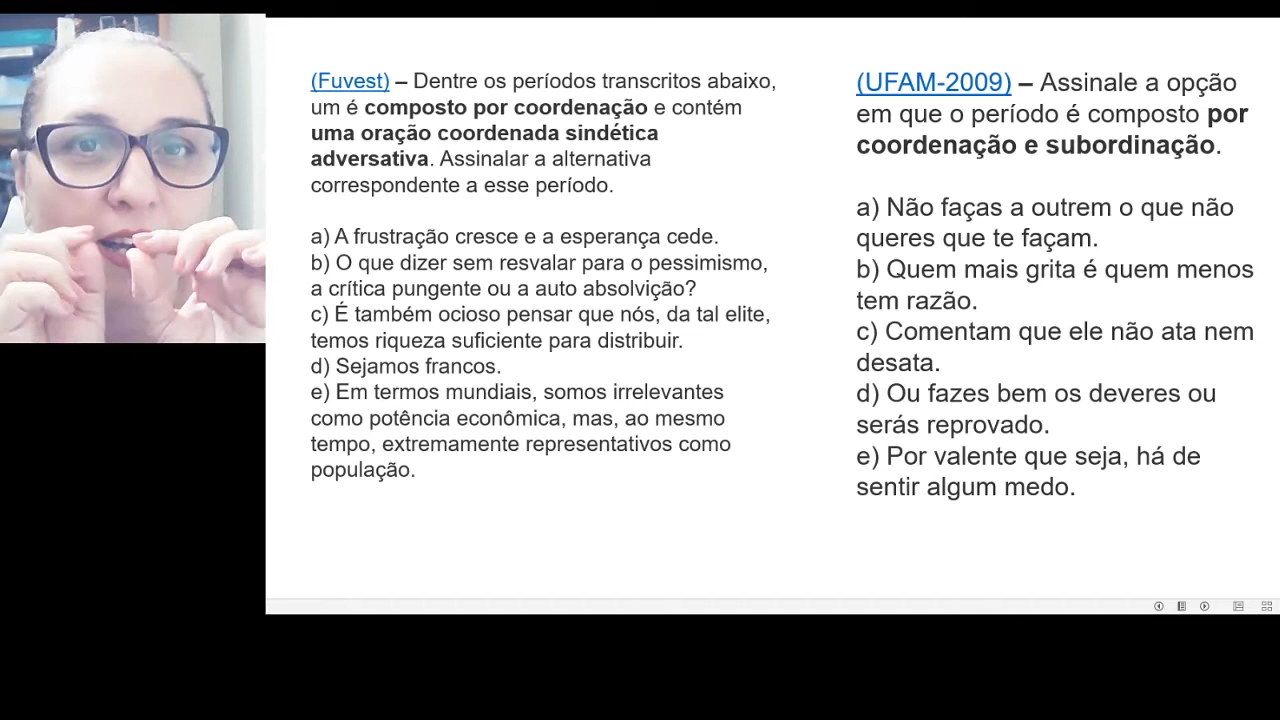 (Fuvest) – Dentre os períodos transcritos abaixo,
um é composto por coordenação e contém
uma oração coordenada sindética
adversativa. Assinalar a alternativa
correspondente a esse período.
a) A frustração cresce e a esperança cede.
b) O que dizer sem resvalar para o pessimismo,
a crítica pungente ou a auto absolvição?
c) É também ocioso pensar que nós, da tal elite,
temos riqueza suficiente para distribuir.
d) Sejamos francos.
e) Em termos mundiais, somos irrelevantes
como potência econômica, mas, ao mesmo
tempo, extremamente representativos como
população.
(UFAM-2009) – Assinale a opção
em que o período é composto por
coordenação e subordinação.
a) Não faças a outrem o que não
queres que te façam.
b) Quem mais grita é quem menos
tem razão.
c) Comentam que ele não ata nem
desata.
d) Ou fazes bem os deveres ou
serás reprovado.
e) Por valente que seja, há de
sentir algum medo.